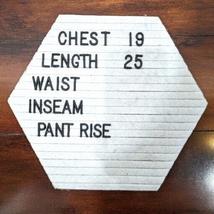 CHEST 19
LENGTH 25
WAIST
INSEAM
PANT RISE